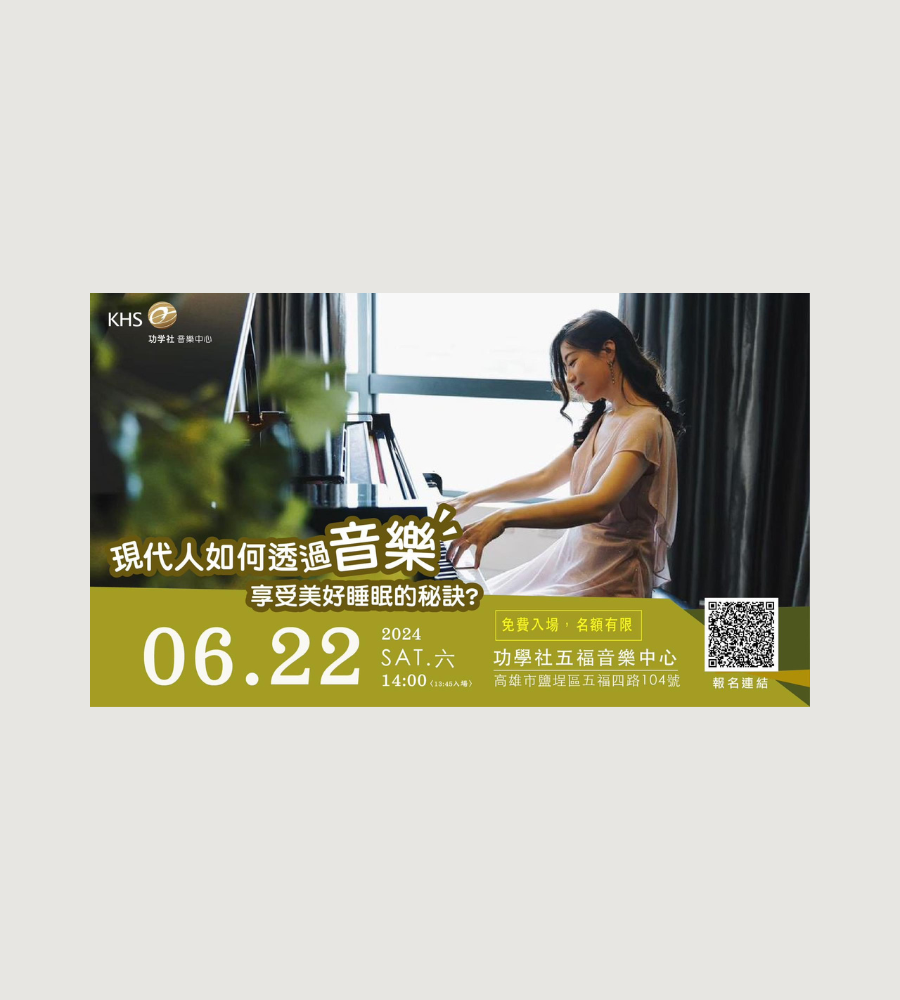 KHS
功学社 音樂中心
現代人如何透過音樂
享受美好睡眠的秘訣?
06.22
2024
SAT.六
14:00（13:45入場）
免費入場，名額有限
功學社五福音樂中心
高雄市鹽埕區五福四路104號
報名連結